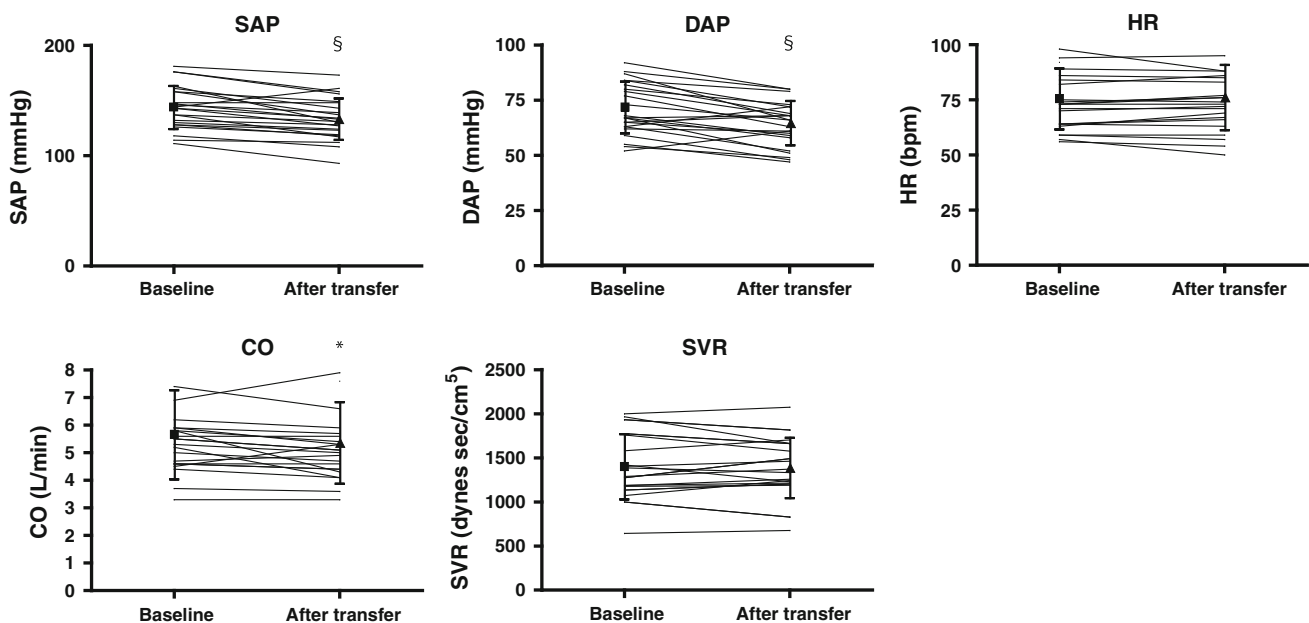 SAP
§
200
100
0
SAP (mmHg)
Baseline
After transfer
DAP
§
100
75
50
25
0
DAP (mmHg)
Baseline
After transfer
HR
100
75
50
25
0
HR (bpm)
Baseline
After transfer
CO
*
8
7
6
5
4
3
2
1
0
CO (L/min)
Baseline
After transfer
SVR
2500
2000
1500
1000
500
0
SVR (dynes sec/cm⁵)
Baseline
After transfer